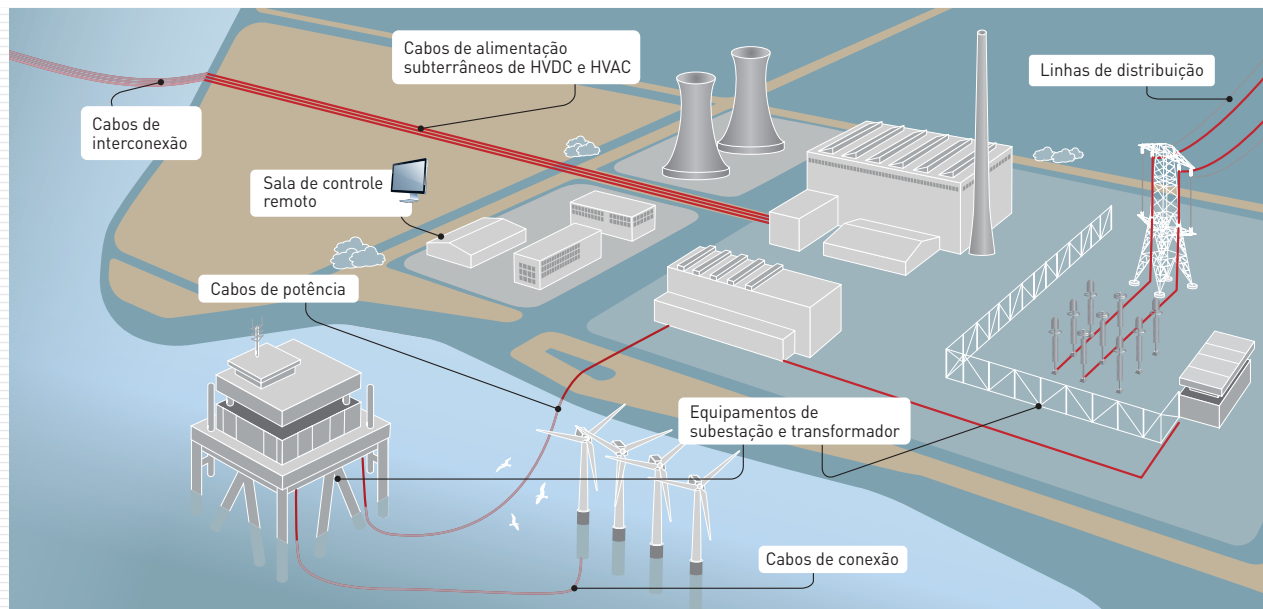 Cabos de alimentação
subterrâneos de HVDC e HVAC
Linhas de distribuição
Cabos de
interconexão
Sala de controle
remoto
Cabos de potência
Equipamentos de
subestação e transformador
Cabos de conexão